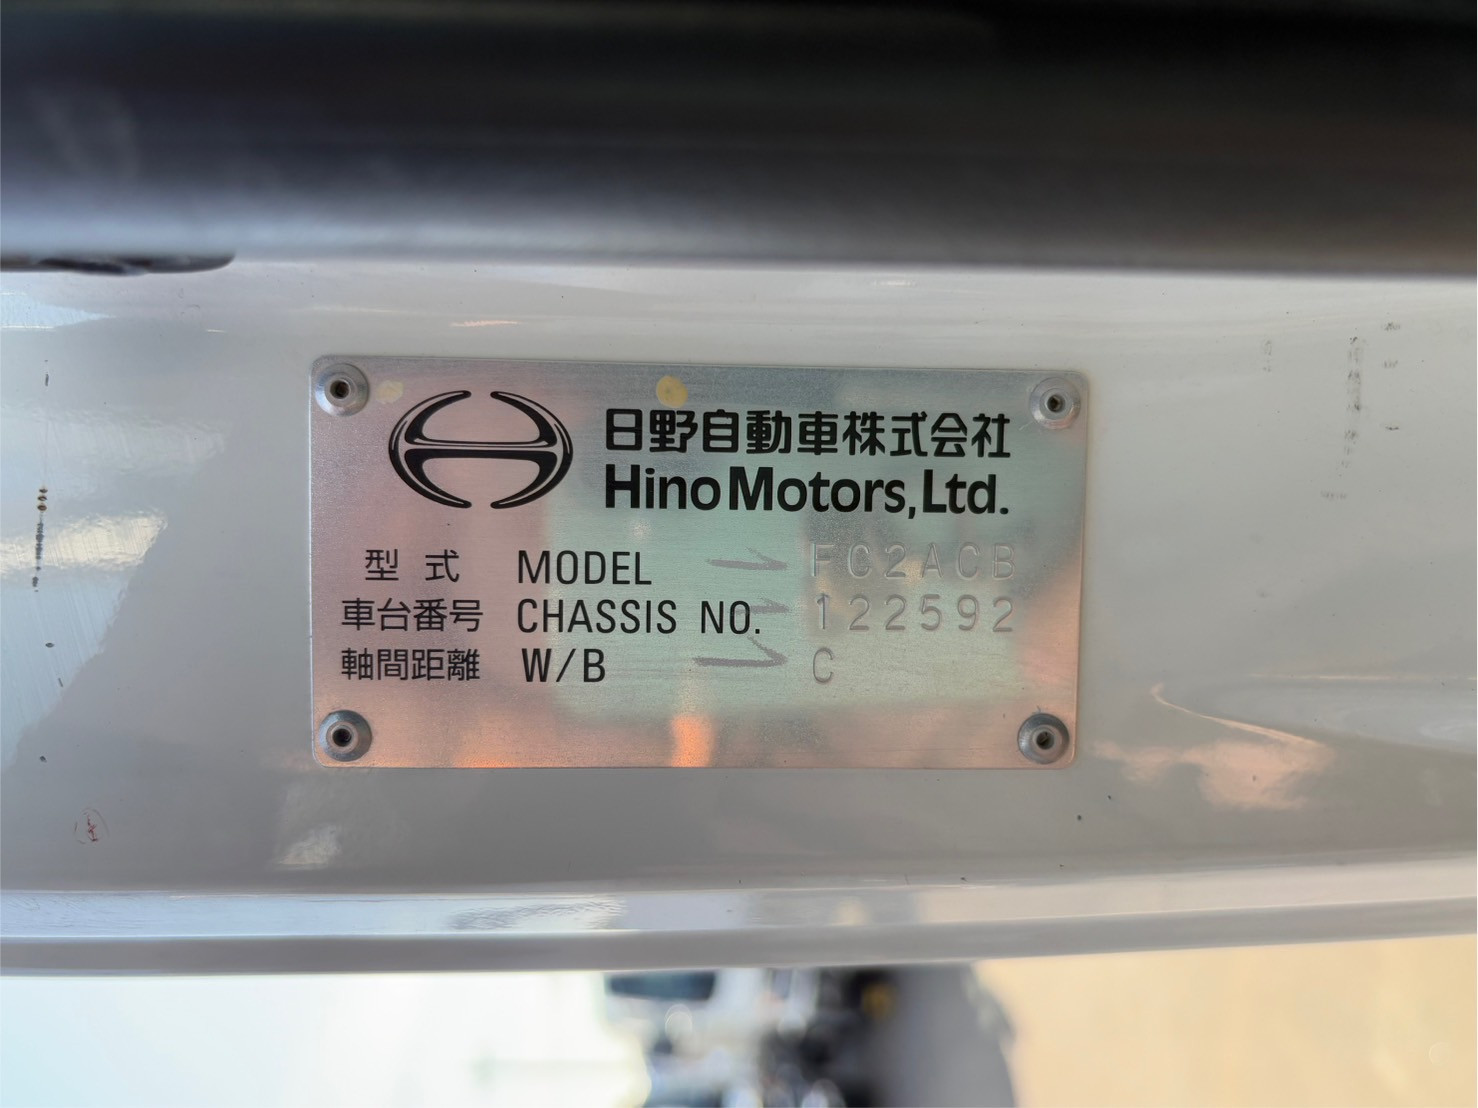 日野自動車株式会社
Hino Motors, Ltd.
型式 MODEL FC2ACB
車台番号 CHASSIS NO. 122592
軸間距離 W/B C